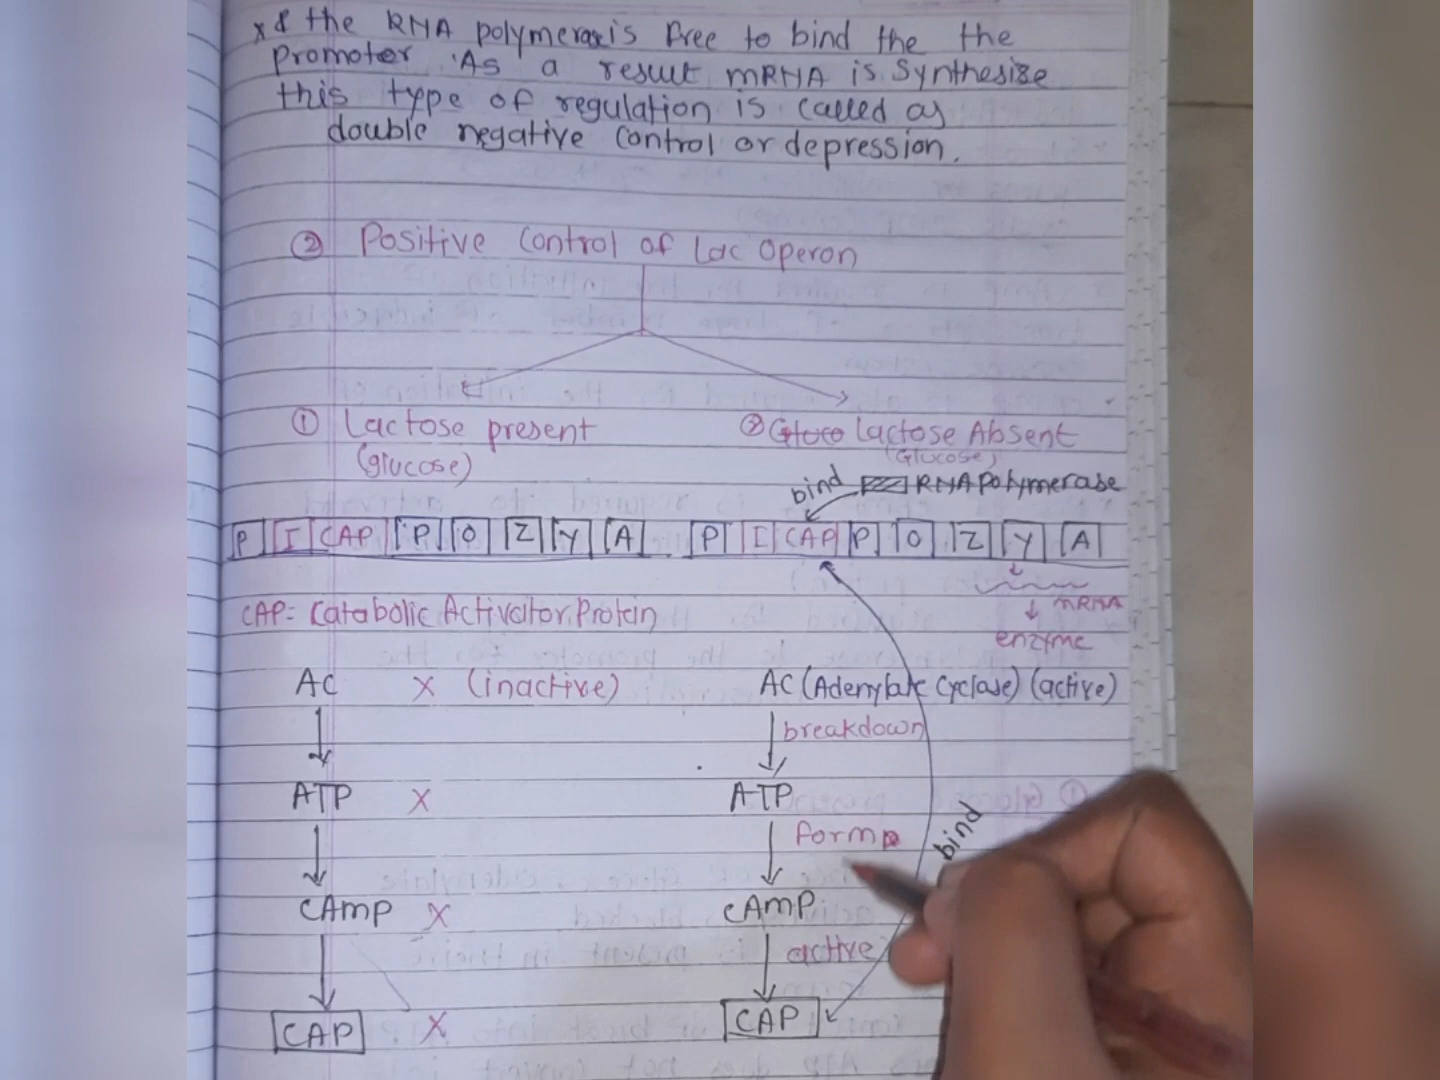 & the RNA polymerase is free to bind the the
promoter. As a result mRNA is Synthesize
this type of regulation is called as
double negative control or depression.
② Positive Control of Lac Operon
① Lactose present
(glucose)
② Lactose Absent
(Glucose)
bind RNA Polymerase
P I CAP P O Z Y A
P I CAP P O Z Y A
mRNA
enzyme
CAP = Catabolic Activator Protein
AC X (inactive)
AC (Adenylate Cyclase) (active)
breakdown
ATP X
ATP
form
bind
CAMP X
CAMP
active
CAP X
CAP